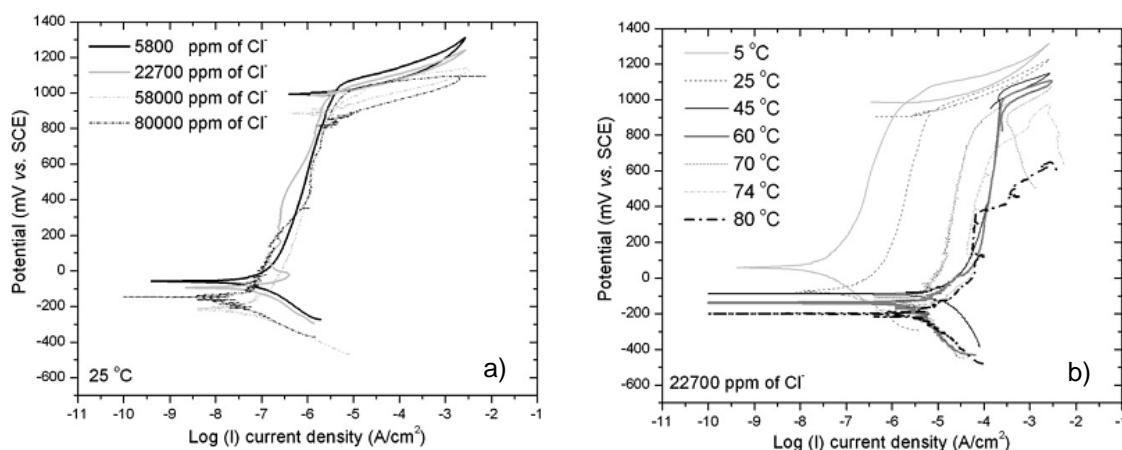 1400
1200
1000
800
600
400
200
0
-200
-400
-600
Potential (mV vs. SCE)
5800 ppm of Cl⁻
22700 ppm of Cl⁻
58000 ppm of Cl⁻
80000 ppm of Cl⁻
25 °C
a)
-11 -10 -9 -8 -7 -6 -5 -4 -3 -2 -1
Log (I) current density (A/cm²)
1400
1200
1000
800
600
400
200
0
-200
-400
-600
Potential (mV vs. SCE)
5 °C
25 °C
45 °C
60 °C
70 °C
74 °C
80 °C
22700 ppm of Cl⁻
b)
-11 -10 -9 -8 -7 -6 -5 -4 -3 -2 -1
Log (I) current density (A/cm²)